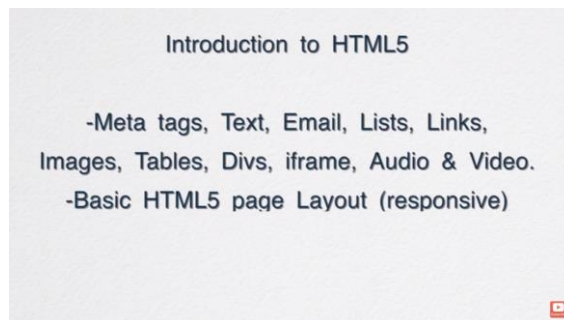 Introduction to HTML5
-Meta tags, Text, Email, Lists, Links,
Images, Tables, Divs, iframe, Audio & Video.
-Basic HTML5 page Layout (responsive)